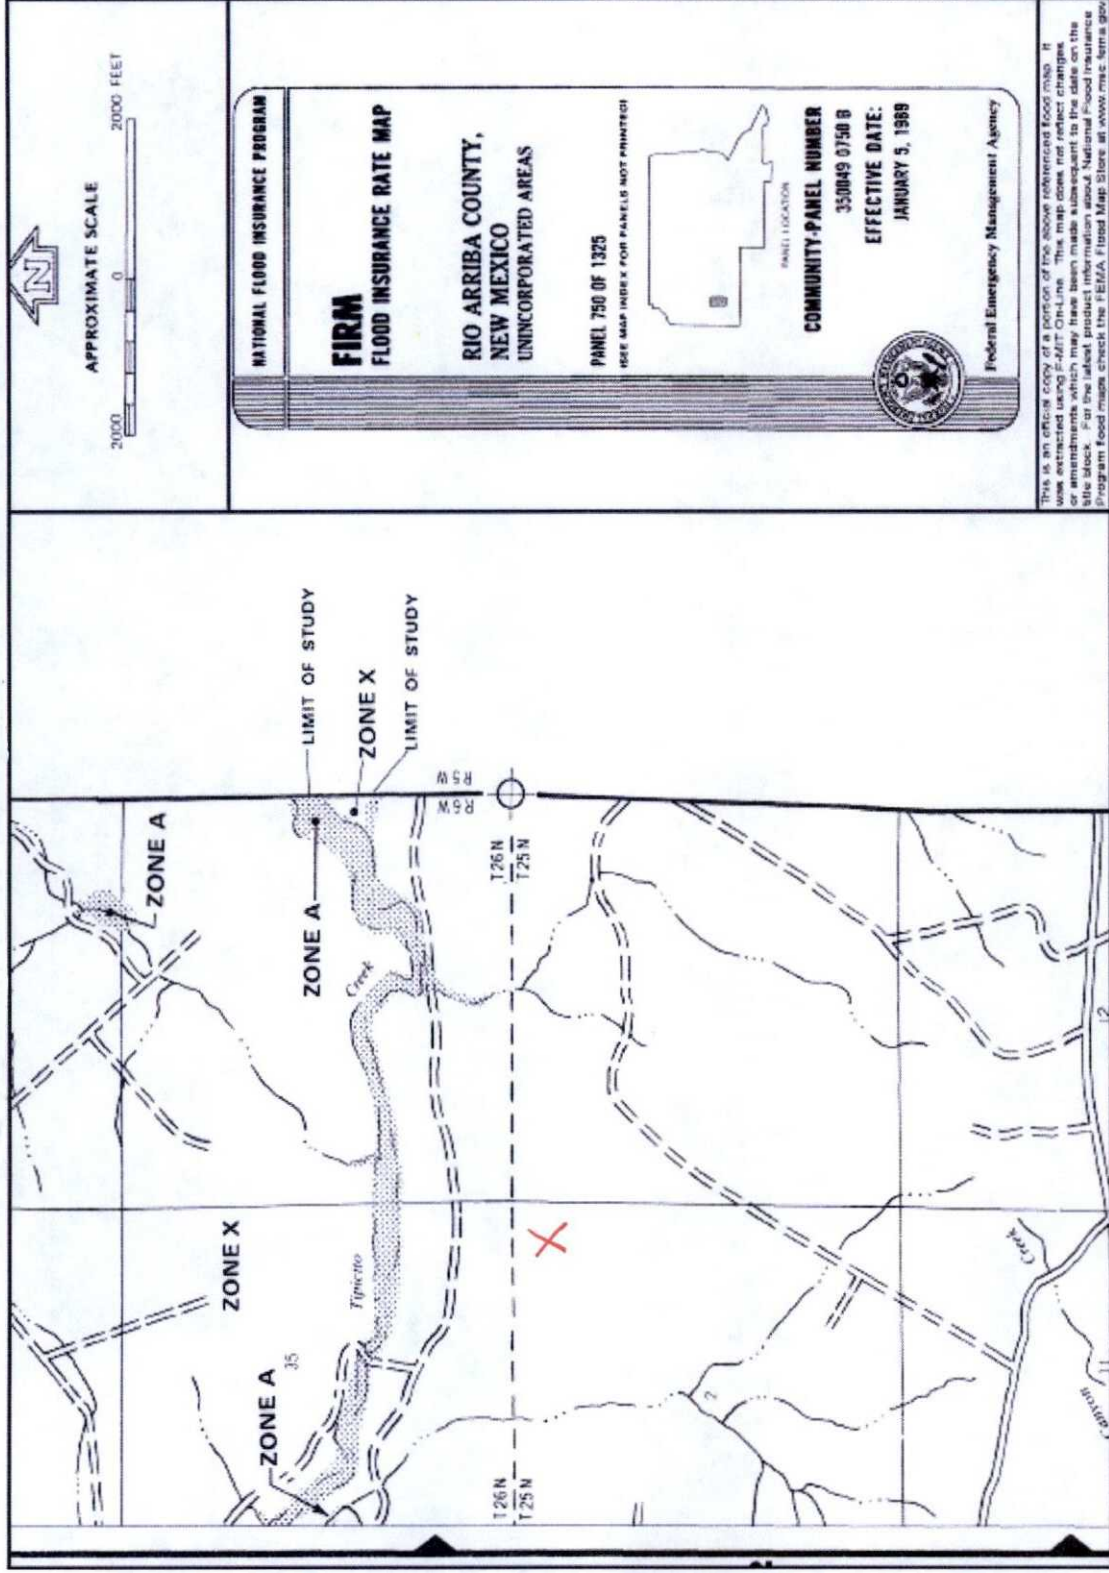 N
APPROXIMATE SCALE
2000 0 2000 FEET
NATIONAL FLOOD INSURANCE PROGRAM
FIRM
FLOOD INSURANCE RATE MAP
RIO ARRIBA COUNTY,
NEW MEXICO
UNINCORPORATED AREAS
PANEL 750 OF 1325
(SEE MAP INDEX FOR PANELS NOT PRINTED)
PANEL LOCATION
COMMUNITY-PANEL NUMBER
350049 0750 B
EFFECTIVE DATE:
JANUARY 5, 1989
Federal Emergency Management Agency
This is an official copy of a portion of the above referenced flood map. It
was extracted using F-MIT On-Line. This map does not reflect changes
or amendments which may have been made subsequent to the date on the
title block. For the latest product information about National Flood Insurance
Program flood maps check the FEMA Flood Map Store at www.msc.fema.gov
ZONE A
LIMIT OF STUDY
ZONE X
LIMIT OF STUDY
ZONE A
Creek
R6W R5W
T26N
T25N
ZONE X
Tipictto
ZONE A
35
T26N
T25N
X
2
Creek
Canyon
11
12